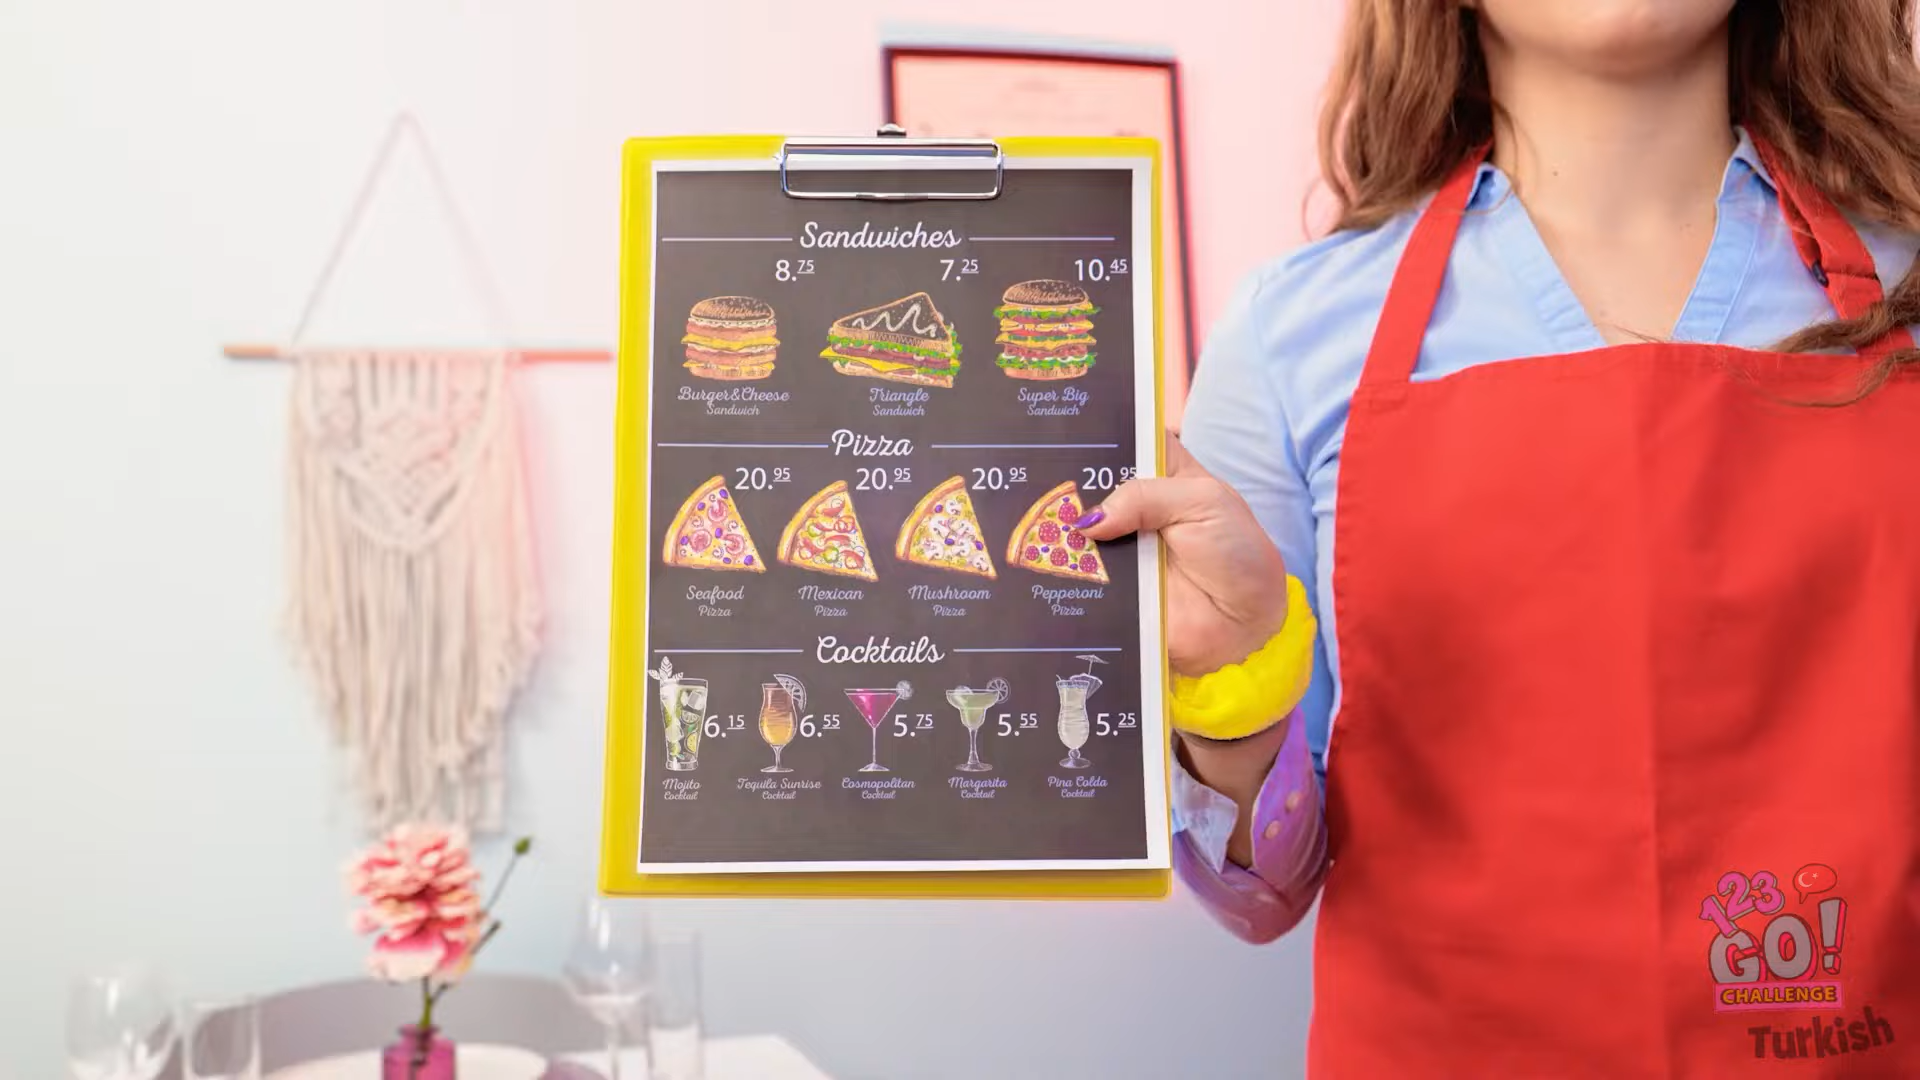 Sandwiches
8.75 7.25 10.45
Burger&Cheese Triangle Super Big
Sandwich Sandwich Sandwich
Pizza
20.95 20.95 20.95 20.95
Seafood Mexican Mushroom Pepperoni
Pizza Pizza Pizza Pizza
Cocktails
6.15 6.55 5.75 5.55 5.25
Mojito Tequila Sunrise Cosmopolitan Margarita Pina Colda
Cocktail Cocktail Cocktail Cocktail Cocktail
123
GO!
CHALLENGE
Turkish